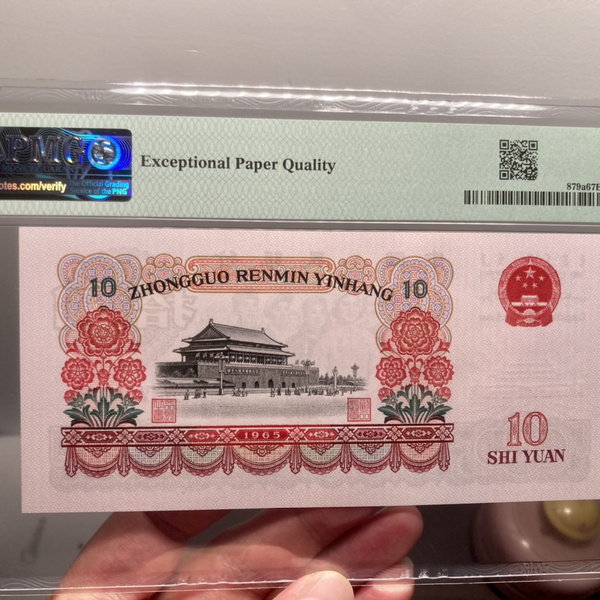 PMG
Exceptional Paper Quality
otes.com/verify
The Official Grading
Service of the PNG
879a67E
10 ZHONGGUO RENMIN YINHANG 10
1965
10
SHI YUAN